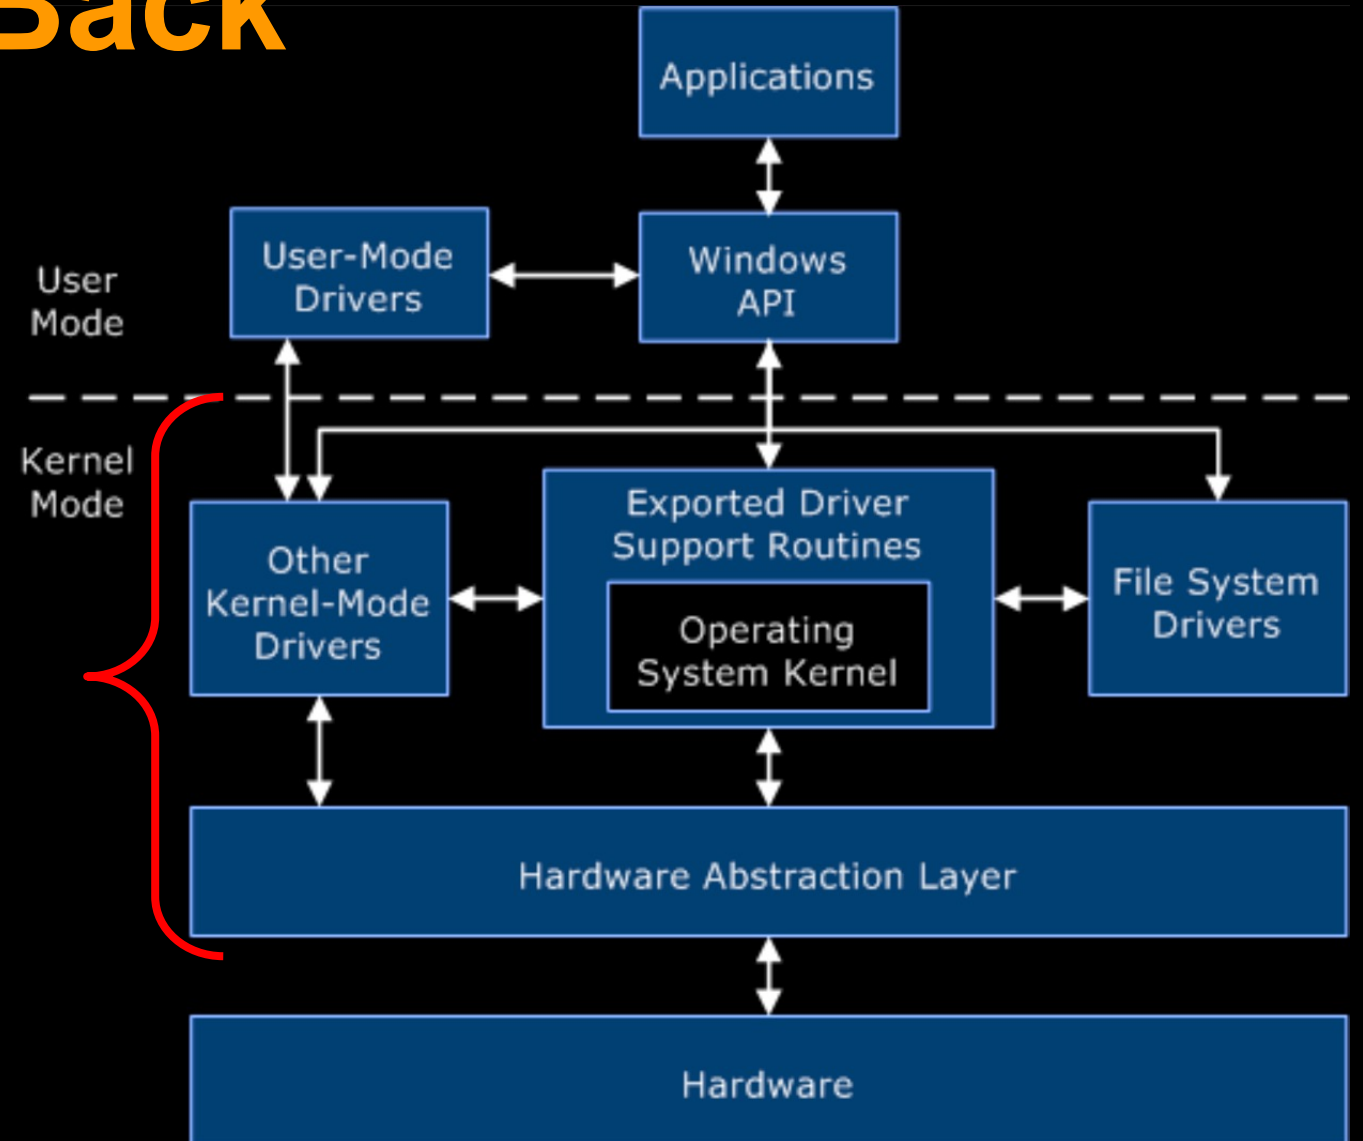 Back
Applications
User-Mode
Drivers
Windows
API
User
Mode
Kernel
Mode
Exported Driver
Support Routines
Other
Kernel-Mode
Drivers
Operating
System Kernel
File System
Drivers
Hardware Abstraction Layer
Hardware